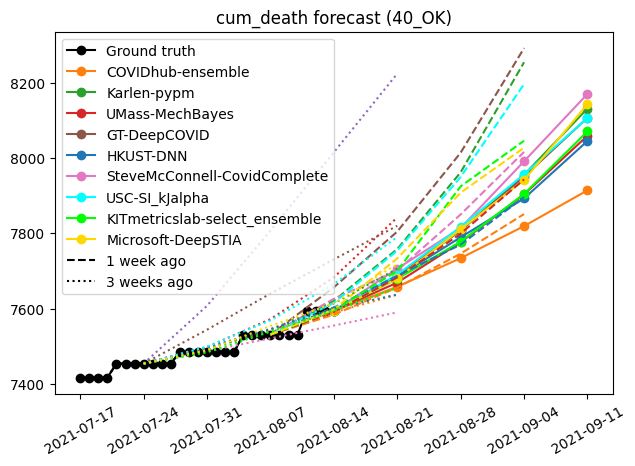 cum_death forecast (40_OK)
Ground truth
COVIDhub-ensemble
Karlen-pypm
UMass-MechBayes
GT-DeepCOVID
HKUST-DNN
SteveMcConnell-CovidComplete
USC-SI_kJalpha
KITmetricslab-select_ensemble
Microsoft-DeepSTIA
1 week ago
3 weeks ago
8200
8000
7800
7600
7400
2021-07-17
2021-07-24
2021-07-31
2021-08-07
2021-08-14
2021-08-21
2021-08-28
2021-09-04
2021-09-11